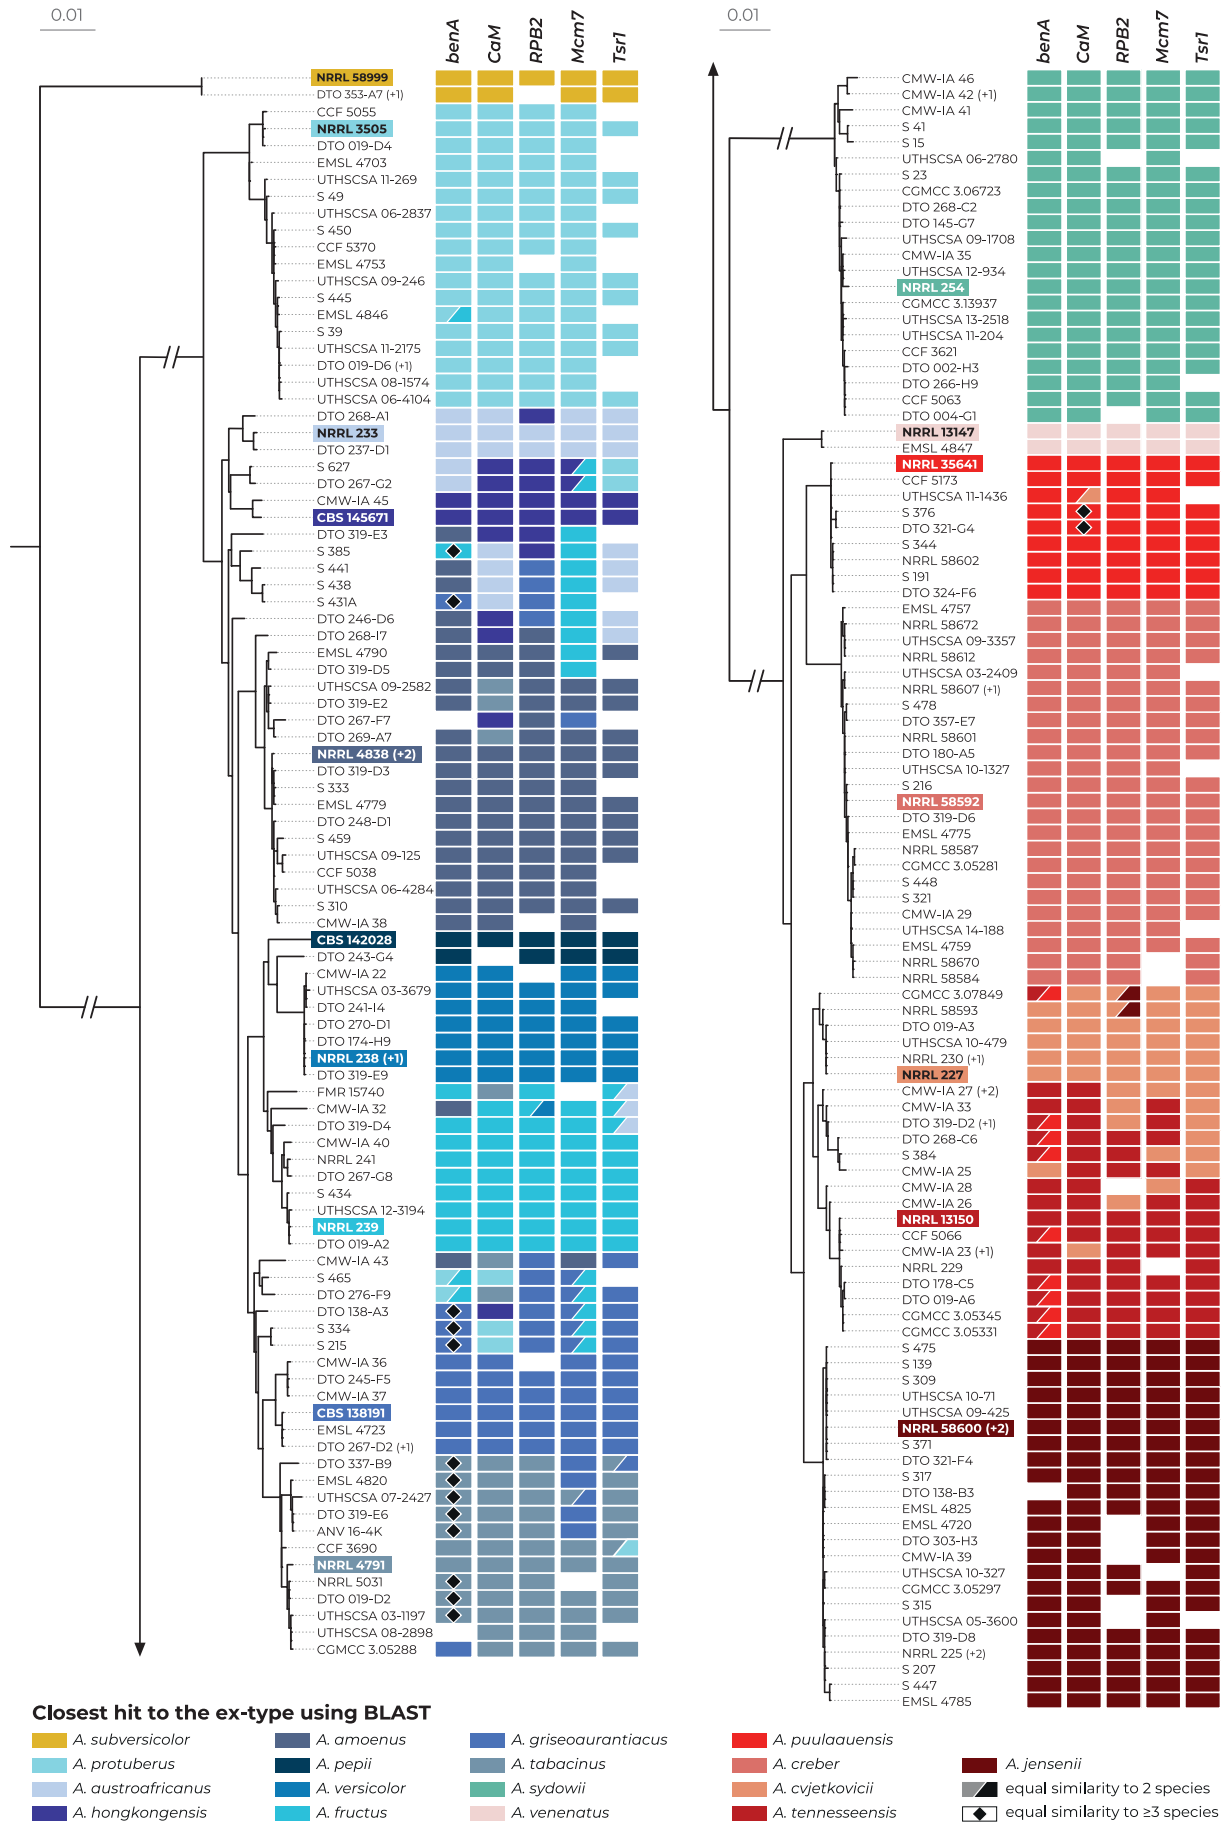 0.01
benA
CaM
RPB2
Mcm7
Tsr1
NRRL 58999
DTO 353-A7 (+1)
CCF 5055
NRRL 3505
DTO 019-D4
EMSL 4703
UTHSCSA 11-269
S 49
UTHSCSA 06-2837
S 450
CCF 5370
EMSL 4753
UTHSCSA 09-246
S 445
EMSL 4846
S 39
UTHSCSA 11-2175
DTO 019-D6 (+1)
UTHSCSA 08-1574
UTHSCSA 06-4104
DTO 268-A1
NRRL 233
DTO 237-D1
S 627
DTO 267-G2
CMW-IA 45
CBS 145671
DTO 319-E3
S 385
S 441
S 438
S 431A
DTO 246-D6
DTO 268-I7
EMSL 4790
DTO 319-D5
UTHSCSA 09-2582
DTO 319-E2
DTO 267-F7
DTO 269-A7
NRRL 4838 (+2)
DTO 319-D3
S 333
EMSL 4779
DTO 248-D1
S 459
UTHSCSA 09-125
CCF 5038
UTHSCSA 06-4284
S 310
CMW-IA 38
CBS 142028
DTO 243-G4
CMW-IA 22
UTHSCSA 03-3679
DTO 241-I4
DTO 270-D1
DTO 174-H9
NRRL 238 (+1)
DTO 319-E9
FMR 15740
CMW-IA 32
DTO 319-D4
CMW-IA 40
NRRL 241
DTO 267-G8
S 434
UTHSCSA 12-3194
NRRL 239
DTO 019-A2
CMW-IA 43
S 465
DTO 276-F9
DTO 138-A3
S 334
S 215
CMW-IA 36
DTO 245-F5
CMW-IA 37
CBS 138191
EMSL 4723
DTO 267-D2 (+1)
DTO 337-B9
EMSL 4820
UTHSCSA 07-2427
DTO 319-E6
ANV 16-4K
CCF 3690
NRRL 4791
NRRL 5031
DTO 019-D2
UTHSCSA 03-1197
UTHSCSA 08-2898
CGMCC 3.05288
0.01
benA
CaM
RPB2
Mcm7
Tsr1
CMW-IA 46
CMW-IA 42 (+1)
CMW-IA 41
S 41
S 15
UTHSCSA 06-2780
S 23
CGMCC 3.06723
DTO 268-C2
DTO 145-G7
UTHSCSA 09-1708
CMW-IA 35
UTHSCSA 12-934
NRRL 254
CGMCC 3.13937
UTHSCSA 13-2518
UTHSCSA 11-204
CCF 3621
DTO 002-H3
DTO 266-H9
CCF 5063
DTO 004-G1
NRRL 13147
EMSL 4847
NRRL 35641
CCF 5173
UTHSCSA 11-1436
S 376
DTO 321-G4
S 344
NRRL 58602
S 191
DTO 324-F6
EMSL 4757
NRRL 58672
UTHSCSA 09-3357
NRRL 58612
UTHSCSA 03-2409
NRRL 58607 (+1)
S 478
DTO 357-E7
NRRL 58601
DTO 180-A5
UTHSCSA 10-1327
S 216
NRRL 58592
DTO 319-D6
EMSL 4775
NRRL 58587
CGMCC 3.05281
S 448
S 321
CMW-IA 29
UTHSCSA 14-188
EMSL 4759
NRRL 58670
NRRL 58584
CGMCC 3.07849
NRRL 58593
DTO 019-A3
UTHSCSA 10-479
NRRL 230 (+1)
NRRL 227
CMW-IA 27 (+2)
CMW-IA 33
DTO 319-D2 (+1)
DTO 268-C6
S 384
CMW-IA 25
CMW-IA 28
CMW-IA 26
NRRL 13150
CCF 5066
CMW-IA 23 (+1)
NRRL 229
DTO 178-C5
DTO 019-A6
CGMCC 3.05345
CGMCC 3.05331
S 475
S 139
S 309
UTHSCSA 10-71
UTHSCSA 09-425
NRRL 58600 (+2)
S 371
DTO 321-F4
S 317
DTO 138-B3
EMSL 4825
EMSL 4720
DTO 303-H3
CMW-IA 39
UTHSCSA 10-327
CGMCC 3.05297
S 315
UTHSCSA 05-3600
DTO 319-D8
NRRL 225 (+2)
S 207
S 447
EMSL 4785
Closest hit to the ex-type using BLAST
A. subversicolor
A. protuberus
A. austroafricanus
A. hongkongensis
A. amoenus
A. pepii
A. versicolor
A. fructus
A. griseoaurantiacus
A. tabacinus
A. sydowii
A. venenatus
A. puulaauensis
A. creber
A. cvjetkovicii
A. tennesseensis
A. jensenii
equal similarity to 2 species
equal similarity to ≥3 species